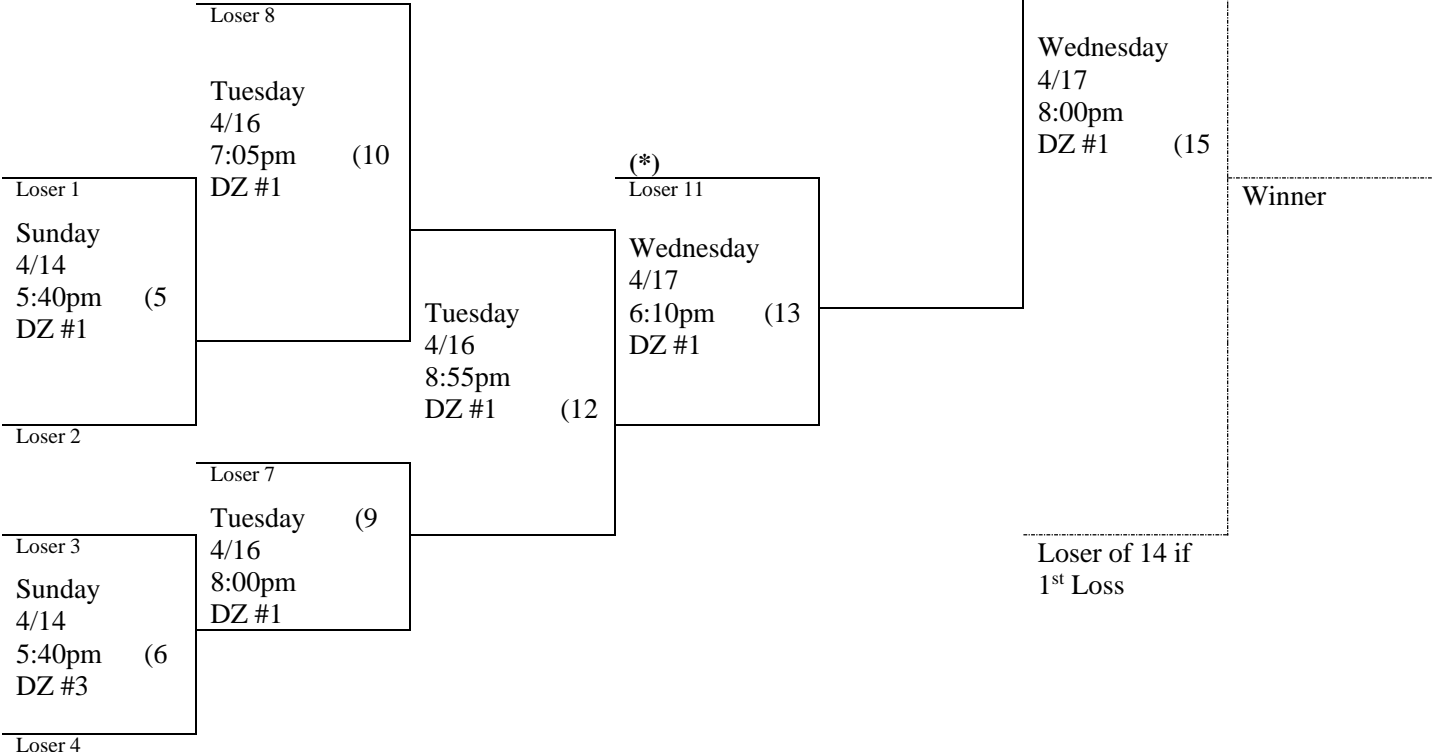 Loser 8
Tuesday
4/16
7:05pm (10
DZ #1
Loser 1
Sunday
4/14
5:40pm (5
DZ #1
Loser 2
Loser 7
Tuesday (9
4/16
8:00pm
DZ #1
Loser 3
Sunday
4/14
5:40pm (6
DZ #3
Loser 4
Tuesday
4/16
8:55pm
DZ #1 (12
(*)
Loser 11
Wednesday
4/17
6:10pm (13
DZ #1
Wednesday
4/17
8:00pm
DZ #1 (15
Winner
Loser of 14 if
1st Loss